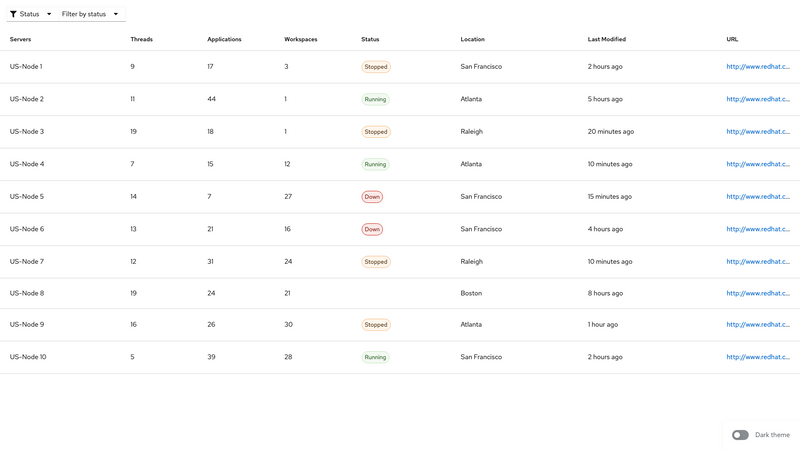 Status Filter by status
Servers Threads Applications Workspaces Status Location Last Modified URL
US-Node 1 9 17 3 Stopped San Francisco 2 hours ago http://www.redhat.c...
US-Node 2 11 44 1 Running Atlanta 5 hours ago http://www.redhat.c...
US-Node 3 19 18 1 Stopped Raleigh 20 minutes ago http://www.redhat.c...
US-Node 4 7 15 12 Running Atlanta 10 minutes ago http://www.redhat.c...
US-Node 5 14 7 27 Down San Francisco 15 minutes ago http://www.redhat.c...
US-Node 6 13 21 16 Down San Francisco 4 hours ago http://www.redhat.c...
US-Node 7 12 31 24 Stopped Raleigh 10 minutes ago http://www.redhat.c...
US-Node 8 19 24 21 Boston 8 hours ago http://www.redhat.c...
US-Node 9 16 26 30 Stopped Atlanta 1 hour ago http://www.redhat.c...
US-Node 10 5 39 28 Running San Francisco 2 hours ago http://www.redhat.c...
Dark theme